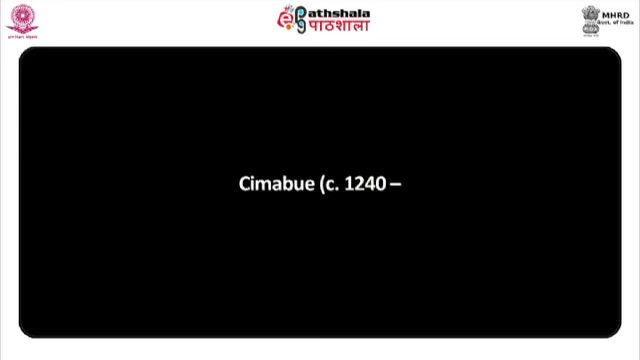 ePathshala
पाठशाला
MHRD
Govt. of India
Cimabue (c. 1240 –